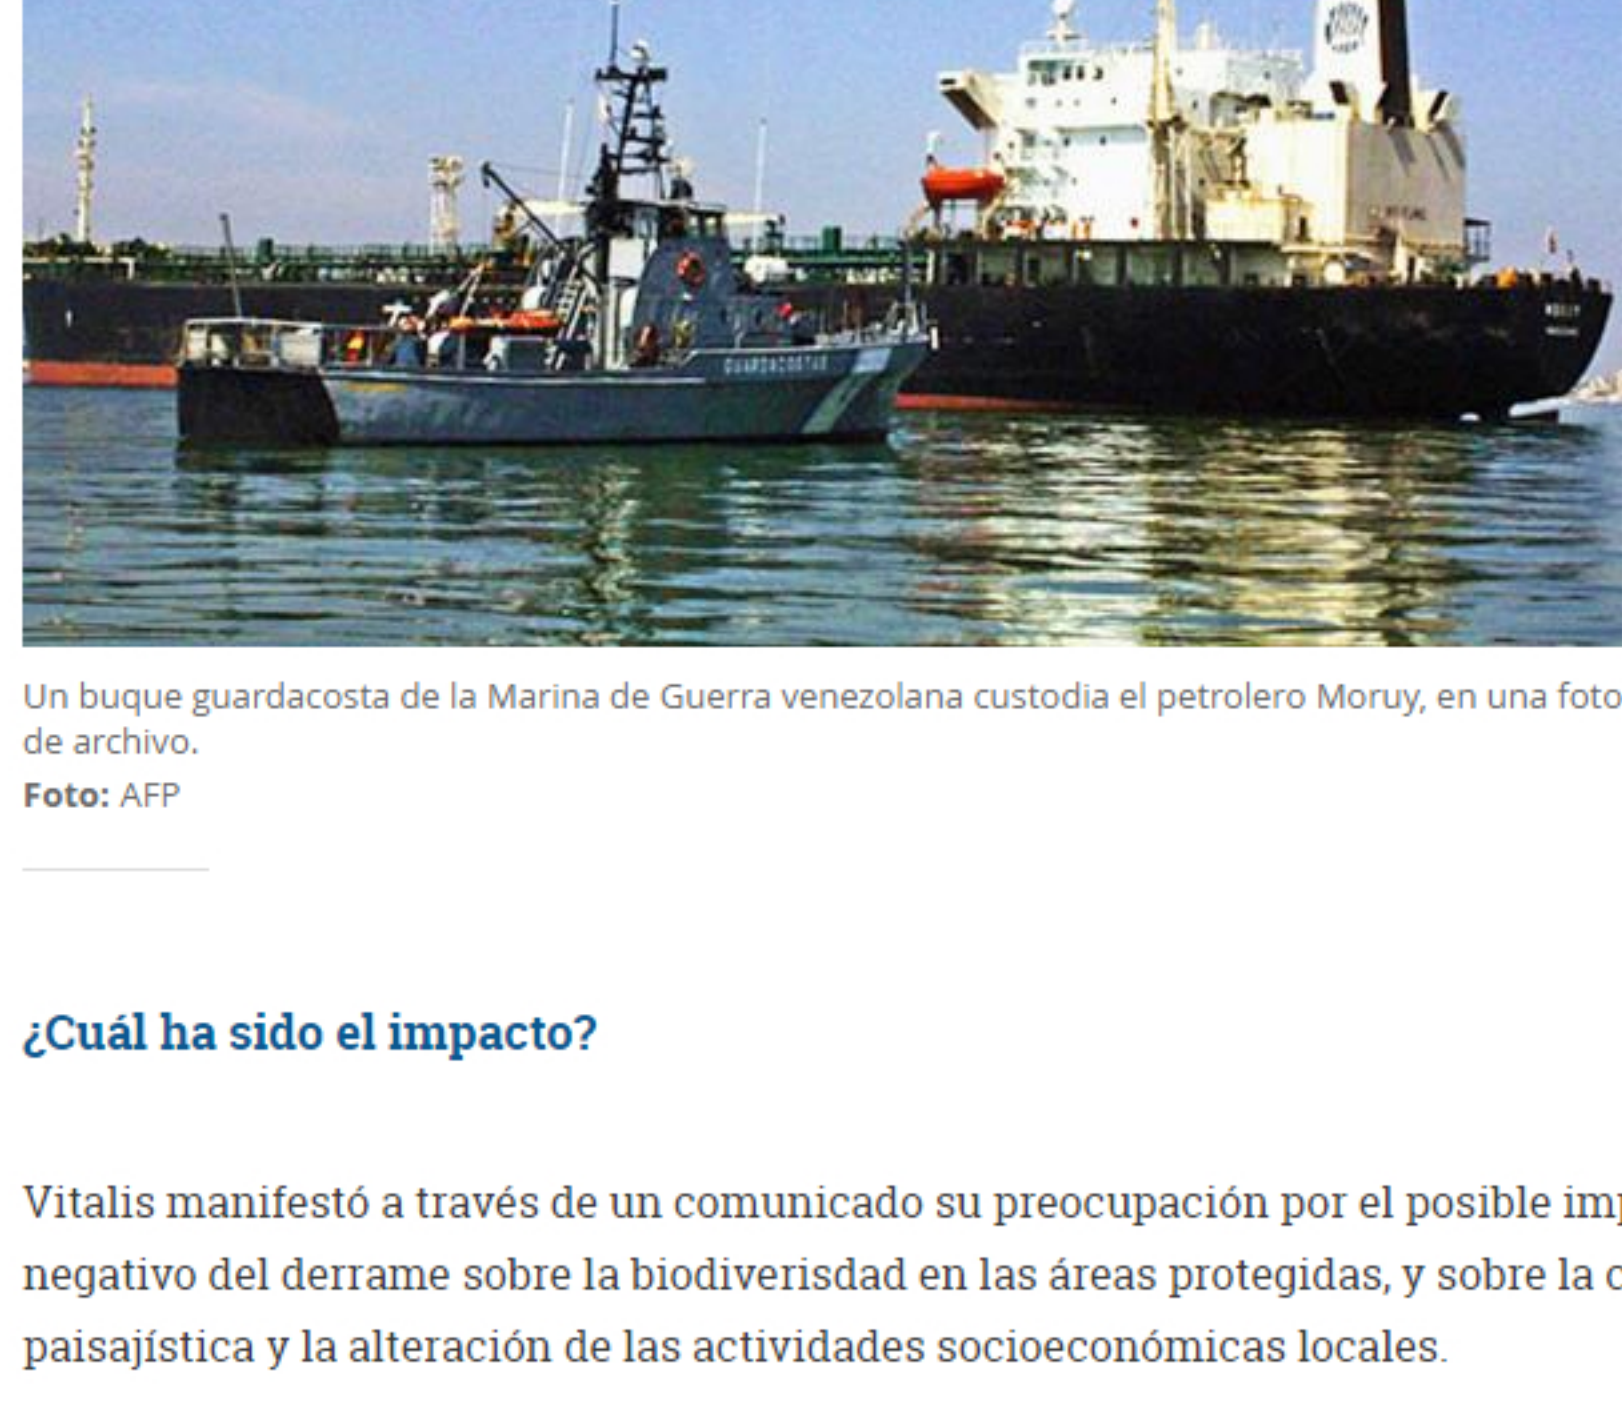 GUARDACOSTAS
Un buque guardacosta de la Marina de Guerra venezolana custodia el petrolero Moruy, en una foto
de archivo.
Foto: AFP
¿Cuál ha sido el impacto?
Vitalis manifestó a través de un comunicado su preocupación por el posible
negativo del derrame sobre la biodiverisdad en las áreas protegidas, y sobre la
paisajística y la alteración de las actividades socioeconómicas locales.